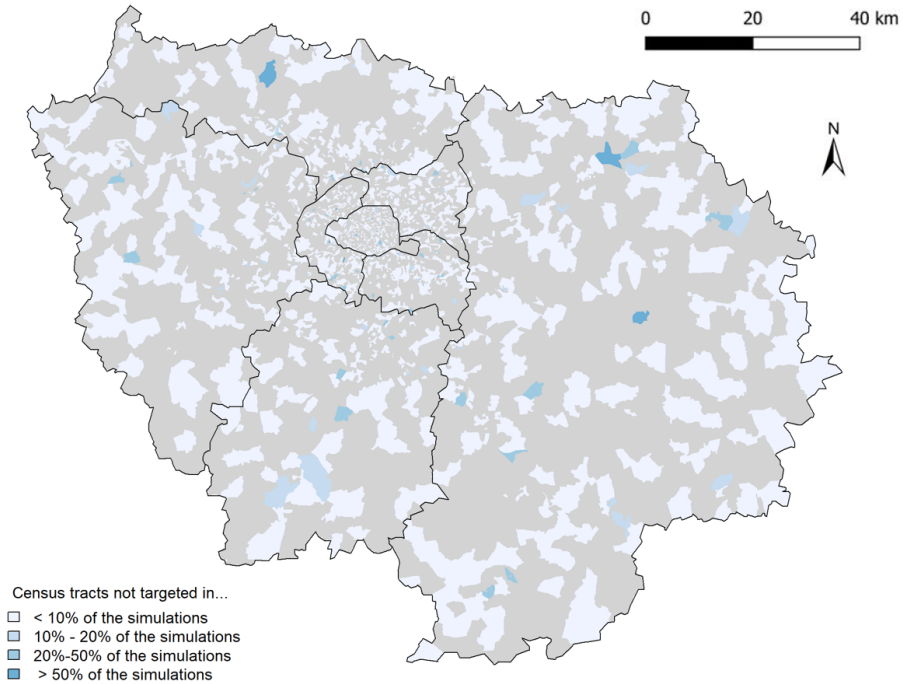 0 20 40 km
N
Census tracts not targeted in...
< 10% of the simulations
10% - 20% of the simulations
20%-50% of the simulations
> 50% of the simulations